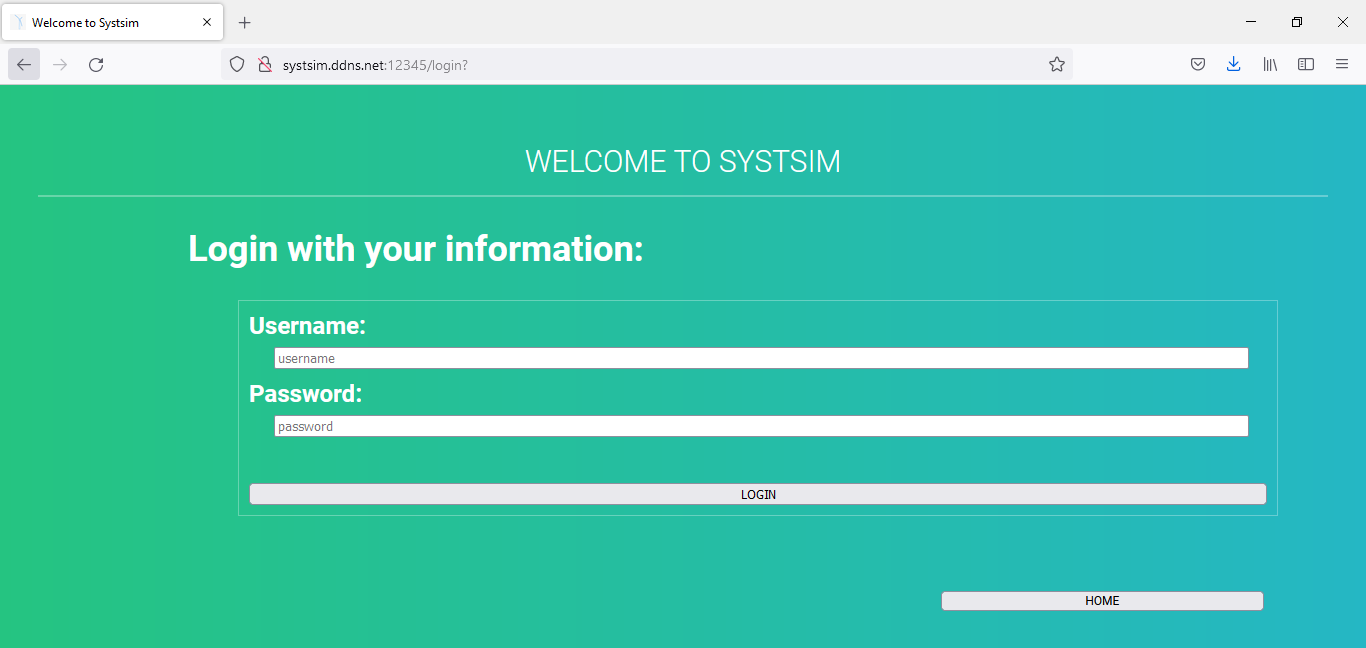 Welcome to Systsim
systsim.ddns.net:12345/login?
WELCOME TO SYSTSIM
Login with your information:
Username:
username
Password:
password
LOGIN
HOME